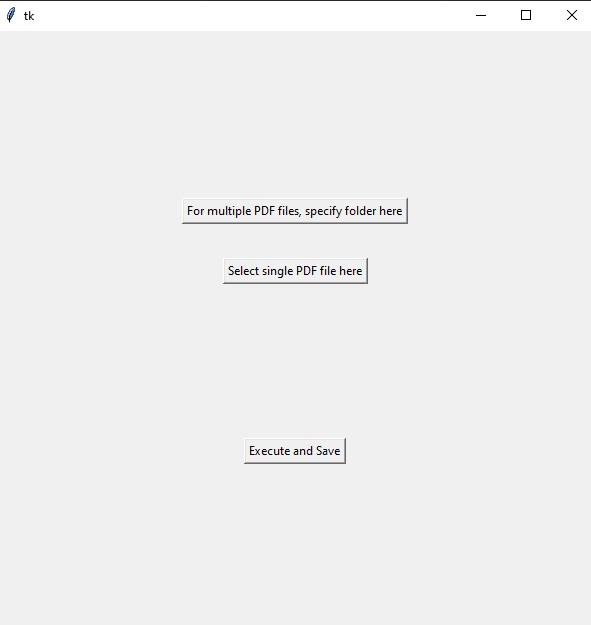 tk
For multiple PDF files, specify folder here
Select single PDF file here
Execute and Save